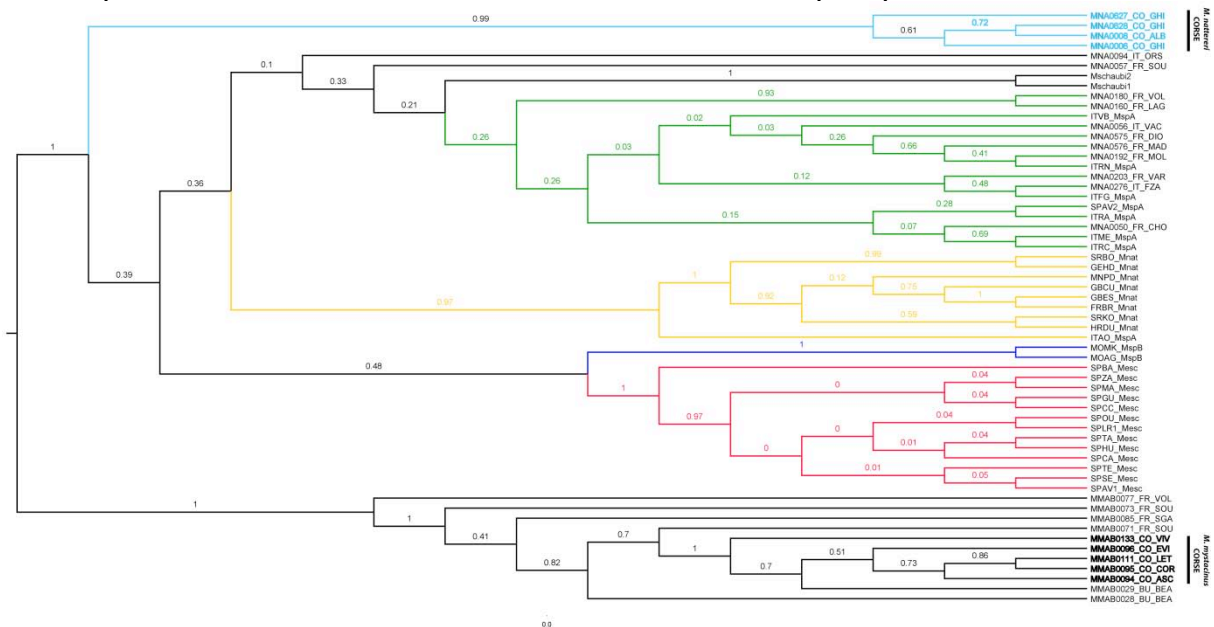 0.99
MNA0627_CO_GHI
0.72
MNA0628_CO_GHI
0.61
MNA0008_CO_ALB
MNA0006_CO_GHI
M. nattereri
CORSE
0.1
MNA0094_IT_ORS
MNA0057_FR_SOU
0.33
1
Mschaubi2
Mschaubi1
0.21
0.93
MNA0180_FR_VOL
MNA0160_FR_LAG
0.26
0.02
ITVB_MspA
0.03
MNA0056_IT_VAC
0.26
MNA0575_FR_DIO
0.66
MNA0576_FR_MAD
0.41
MNA0192_FR_MOL
ITRN_MspA
1
0.03
0.12
MNA0203_FR_VAR
0.48
MNA0276_IT_FZA
ITFG_MspA
0.36
0.26
0.28
SPAV2_MspA
ITRA_MspA
0.15
MNA0050_FR_CHO
0.07
0.69
ITME_MspA
ITRC_MspA
SRBO_Mnat
GEHD_Mnat
0.39
1
0.12
MNPD_Mnat
0.75
GBCU_Mnat
1
GBES_Mnat
FRBR_Mnat
0.97
0.59
SRKO_Mnat
HRDU_Mnat
ITAO_MspA
1
MOMK_MspB
MOAG_MspB
0.48
SPBA_Mesc
1
0.04
SPZA_Mesc
0
SPMA_Mesc
0.04
SPGU_Mesc
SPCC_Mesc
0.97
0.04
SPOU_Mesc
SPLR1_Mesc
0
0.04
SPTA_Mesc
0.01
SPHU_Mesc
0
SPCA_Mesc
0.01
SPTE_Mesc
0.05
SPSE_Mesc
SPAV1_Mesc
MMAB0077_FR_VOL
1
MMAB0073_FR_SOU
1
MMAB0085_FR_SGA
0.41
0.7
MMAB0071_FR_SOU
MMAB0133_CO_VIV
0.82
1
0.51
MMAB0096_CO_EVI
0.86
MMAB0111_CO_LET
0.7
0.73
MMAB0095_CO_COR
MMAB0094_CO_ASC
M. mystacinus
CORSE
MMAB0029_BU_BEA
MMAB0028_BU_BEA
0.0